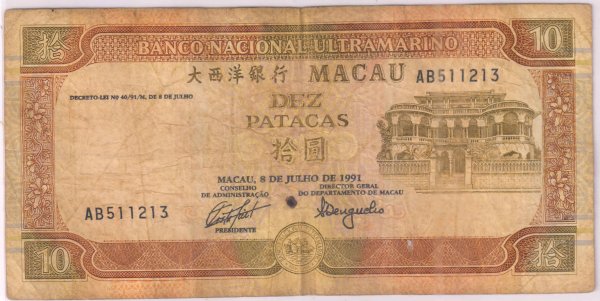 拾
BANCO NACIONAL ULTRAMARINO
10
大西洋銀行 MACAU AB511213
DECRETO-LEI Nº 40/91/M, DE 8 DE JULHO
DEZ
PATACAS
拾圓
MACAU, 8 DE JULHO DE 1991
CONSELHO
DE ADMINISTRAÇÃO
DIRECTOR GERAL
DO DEPARTAMENTO DE MACAU
AB511213
PRESIDENTE
10
拾